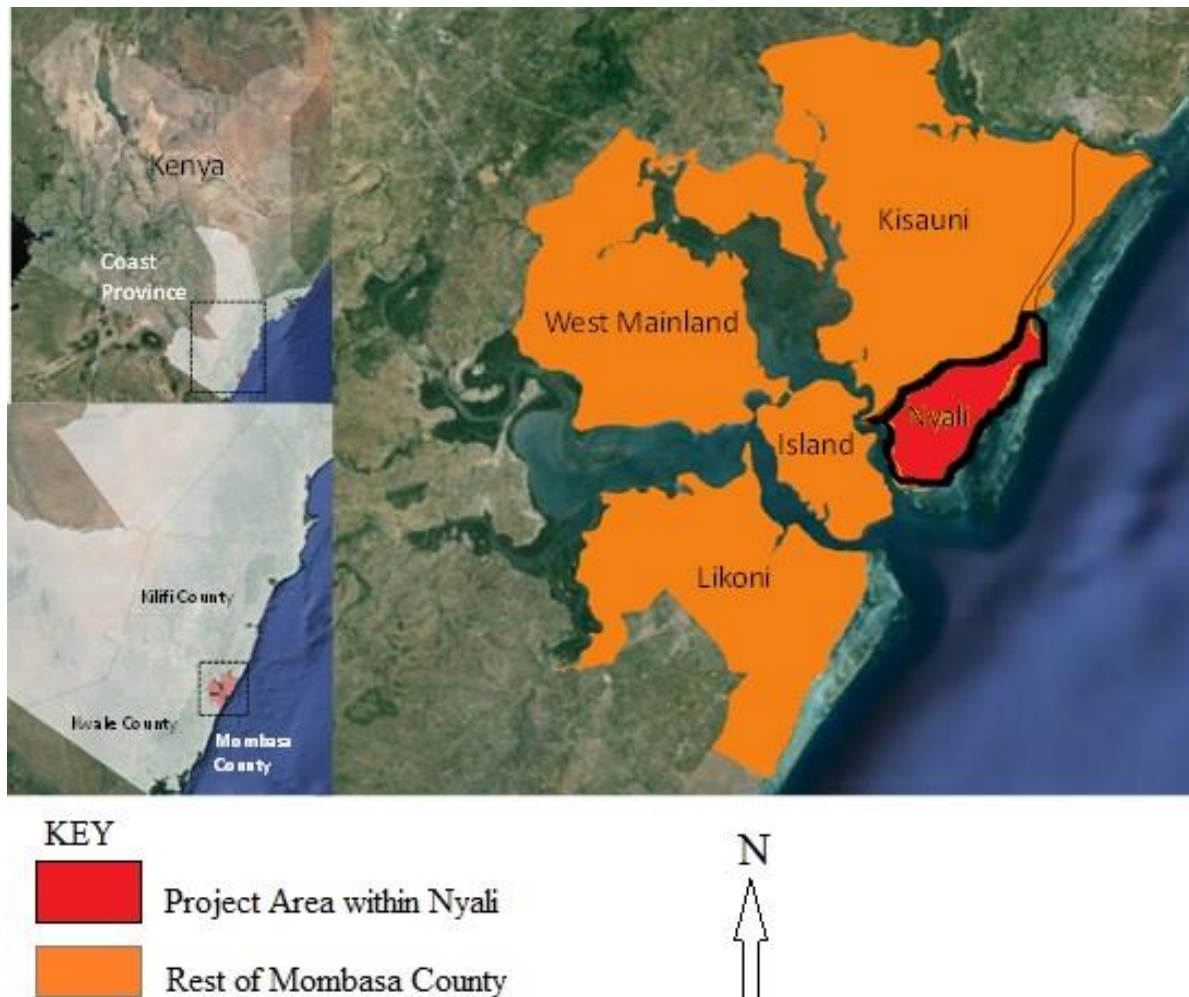 Kenya
Coast
Province
Kilifi County
Kwale County
Mombasa
County
Kisauni
West Mainland
Nyali
Island
Likoni
KEY
Project Area within Nyali
Rest of Mombasa County
N